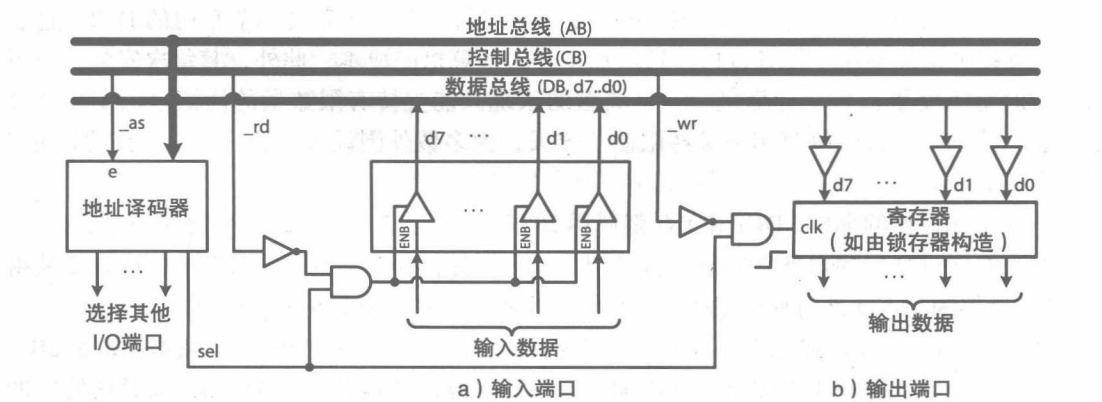 地址总线 (AB)
控制总线(CB)
数据总线 (DB, d7..d0)
_as
_rd
d7 … d1 d0
_wr
e
地址译码器
ENB
ENB
ENB
…
d7 … d1 d0
clk
寄存器
（如由锁存器构造）
…
…
选择其他
I/O端口
sel
输入数据
输出数据
a）输入端口
b）输出端口